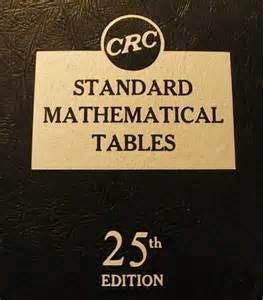 CRC
STANDARD
MATHEMATICAL
TABLES
25th
EDITION